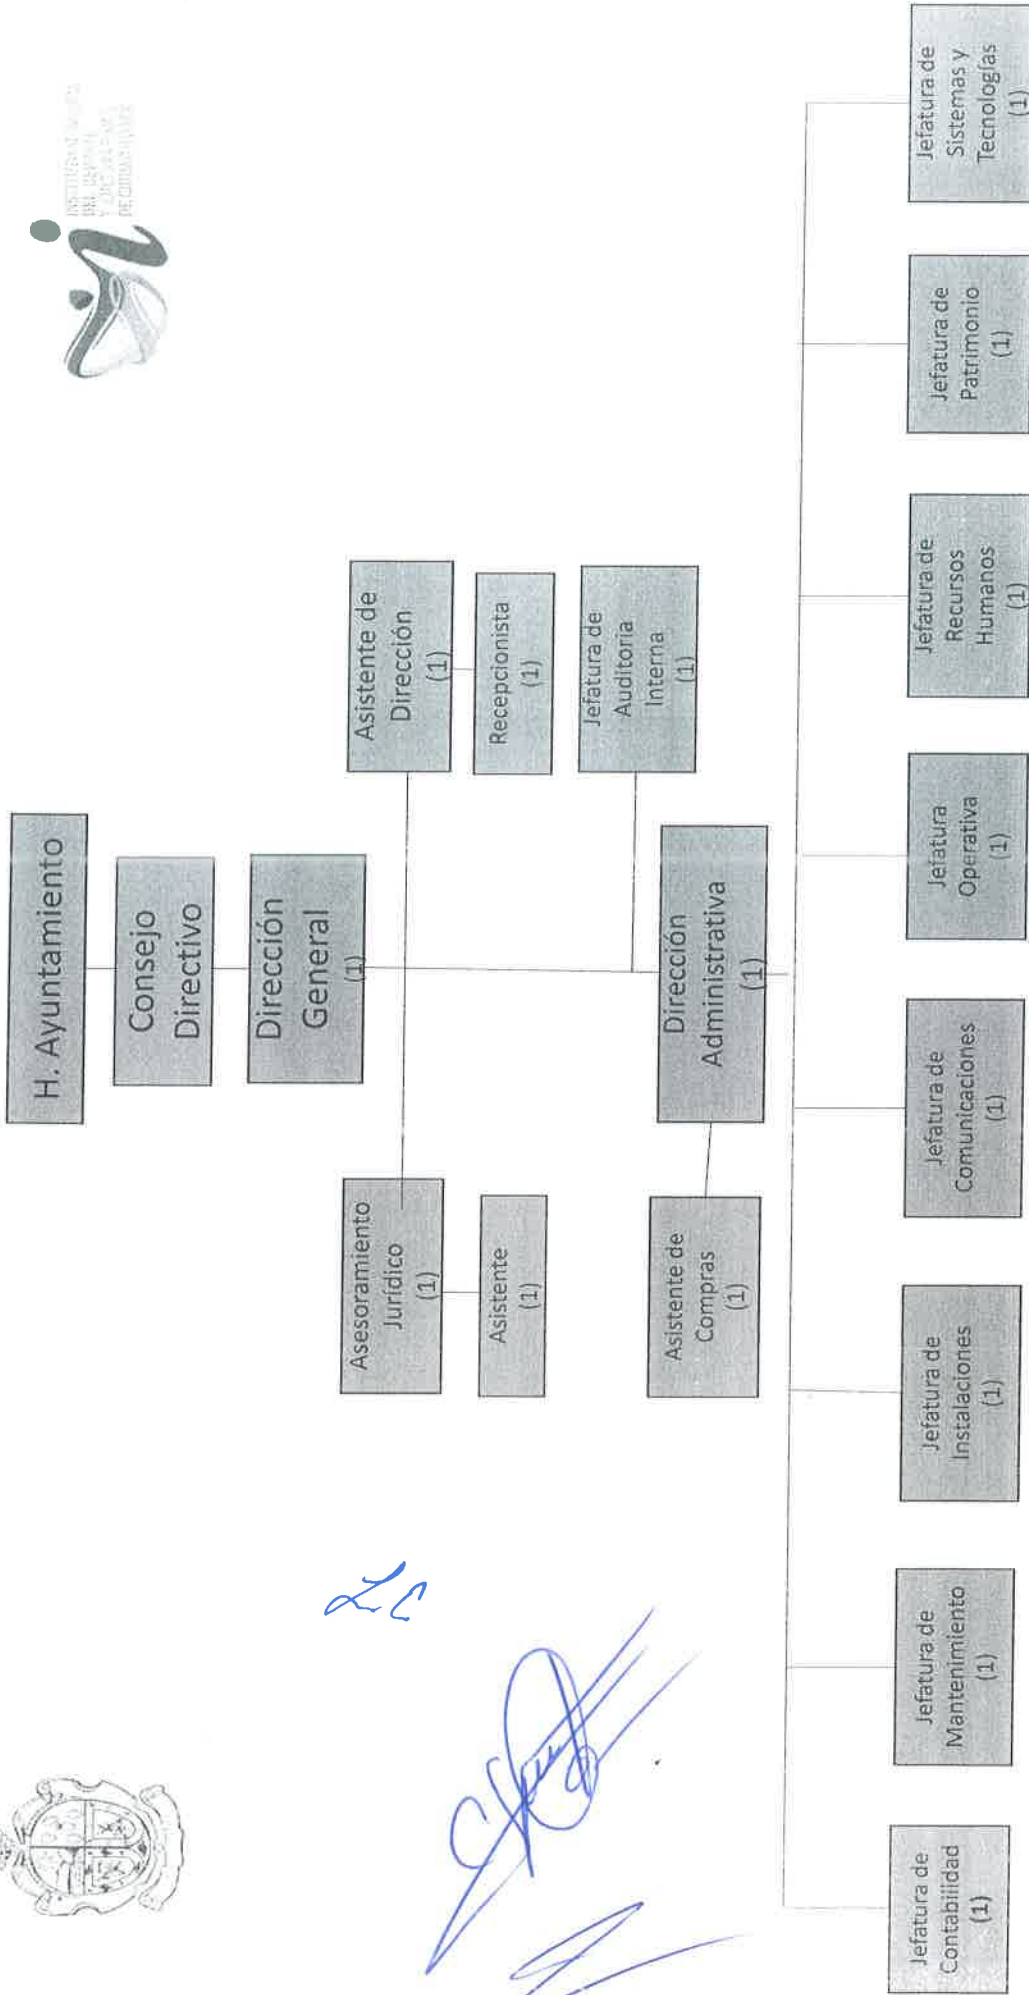 H. Ayuntamiento
Consejo
Directivo
Dirección
General
(1)
Asesoramiento
Jurídico
(1)
Asistente
(1)
Asistente de
Dirección
(1)
Recepcionista
(1)
Jefatura de
Auditoria
Interna
(1)
Dirección
Administrativa
(1)
Asistente de
Compras
(1)
Jefatura de
Contabilidad
(1)
Jefatura de
Mantenimiento
(1)
Jefatura de
Instalaciones
(1)
Jefatura de
Comunicaciones
(1)
Jefatura
Operativa
(1)
Jefatura de
Recursos
Humanos
(1)
Jefatura de
Patrimonio
(1)
Jefatura de
Sistemas y
Tecnologías
(1)